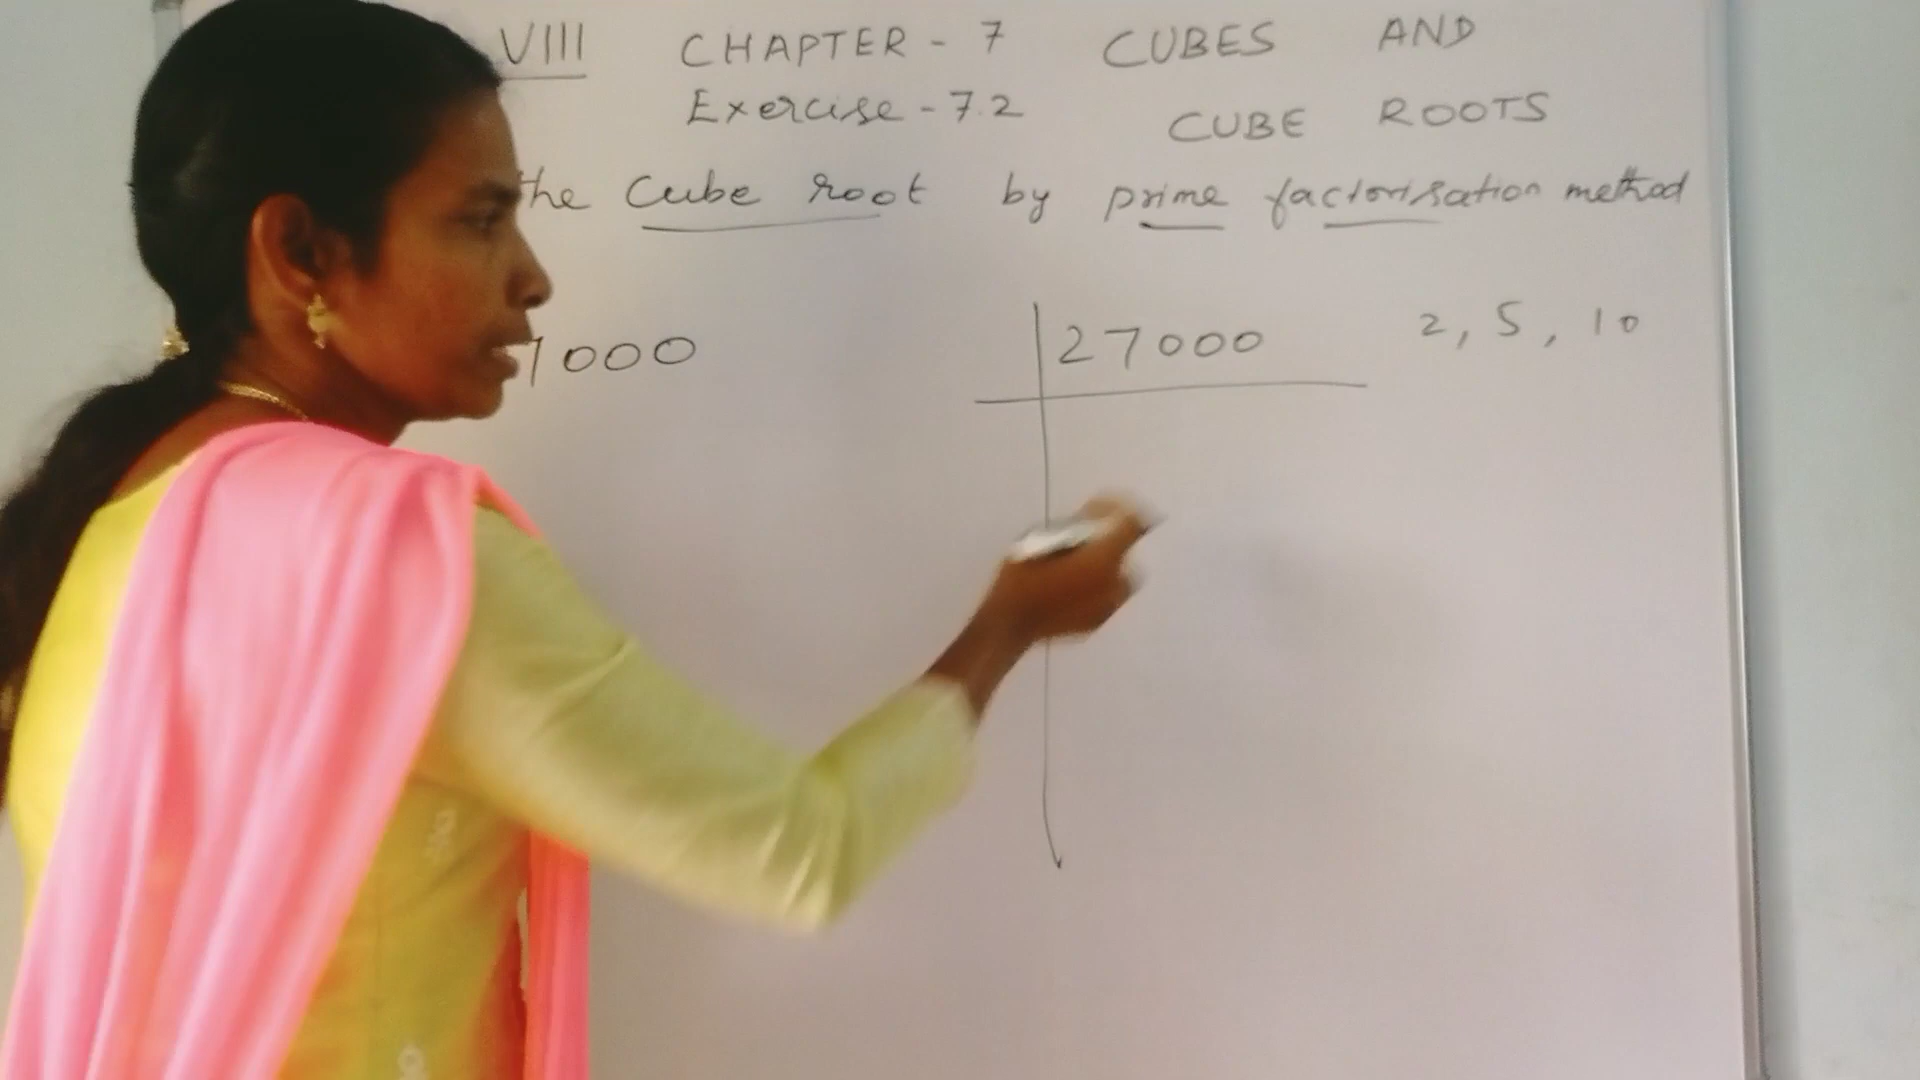 VIII CHAPTER - 7 CUBES AND
Exercise - 7.2 CUBE ROOTS
the Cube root by prime factorisation method
7000
27000
2, 5, 10